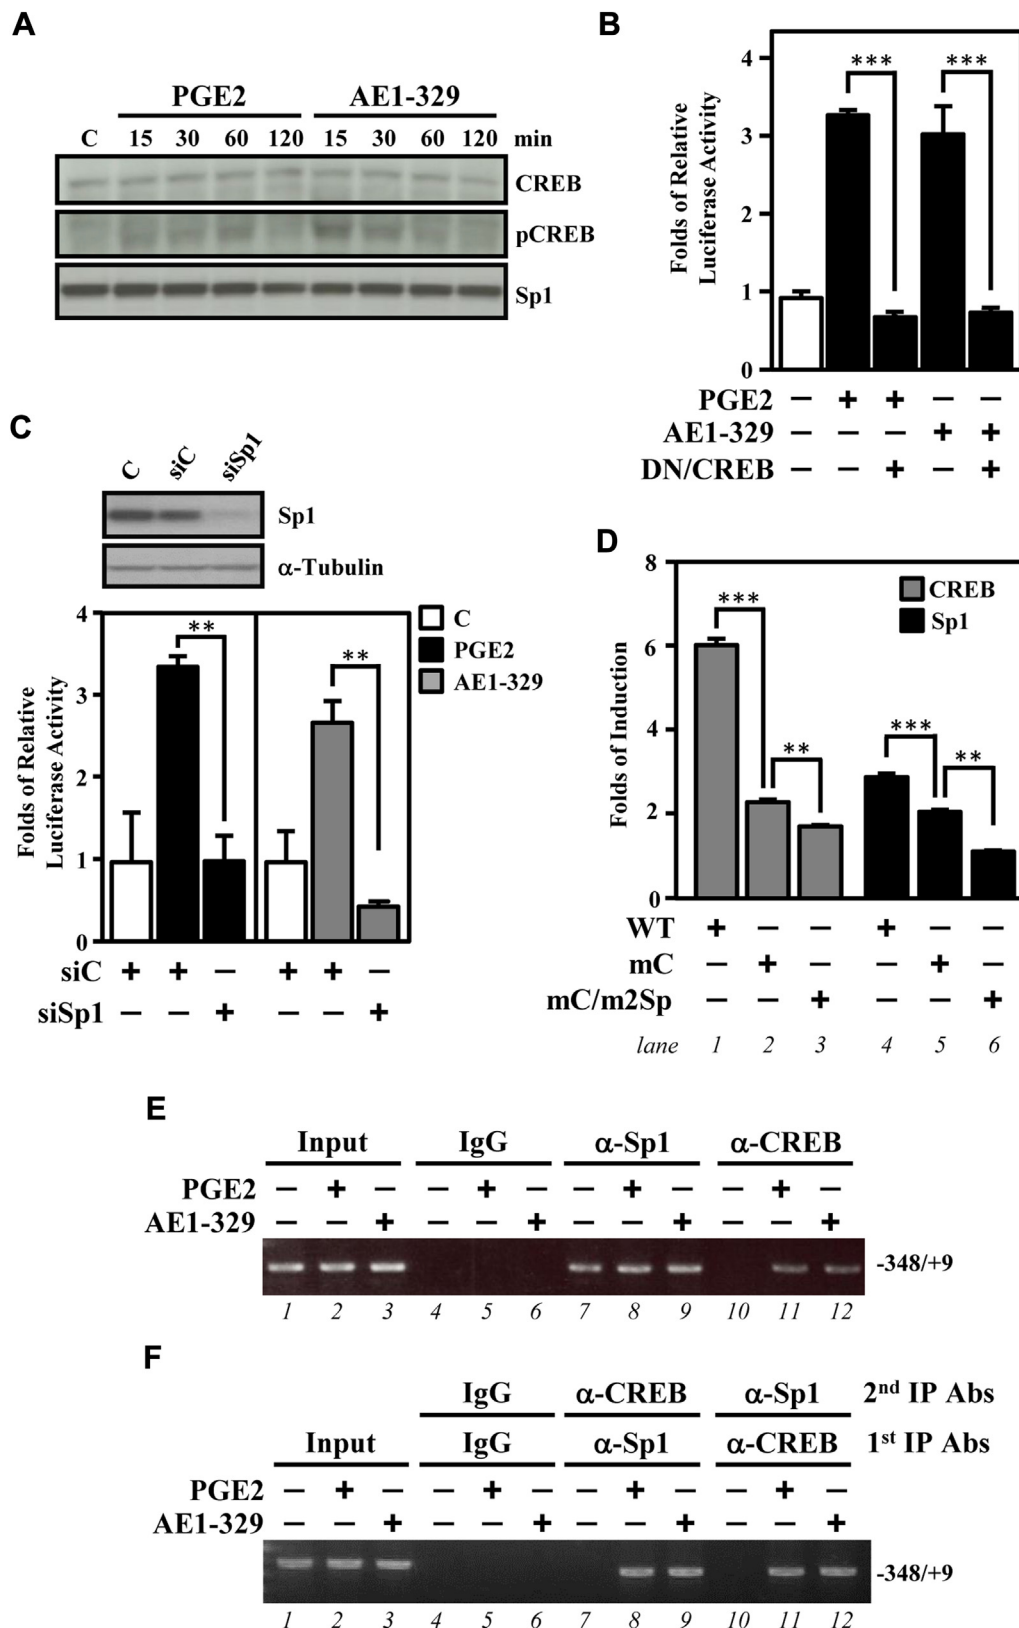 A
PGE2 AE1-329
C 15 30 60 120 15 30 60 120 min
CREB
pCREB
Sp1
B
Folds of Relative
Luciferase Activity
4
3
2
1
0
*** ***
PGE2 – + + – –
AE1-329 – – – + +
DN/CREB – – + – +
C
C siC siSp1
Sp1
α-Tubulin
Folds of Relative
Luciferase Activity
4
3
2
1
0
** **
C
PGE2
AE1-329
siC + + – + + –
siSp1 – – + – – +
D
Folds of Induction
8
6
4
2
0
CREB
Sp1
*** ** *** **
WT + – – + – –
mC – + – – + –
mC/m2Sp – – + – – +
lane 1 2 3 4 5 6
E
Input IgG α-Sp1 α-CREB
PGE2 – + – – + – – + – – + –
AE1-329 – – + – – + – – + – – +
-348/+9
1 2 3 4 5 6 7 8 9 10 11 12
F
IgG α-CREB α-Sp1 2nd IP Abs
Input IgG α-Sp1 α-CREB 1st IP Abs
PGE2 – + – – + – – + – – + –
AE1-329 – – + – – + – – + – – +
-348/+9
1 2 3 4 5 6 7 8 9 10 11 12